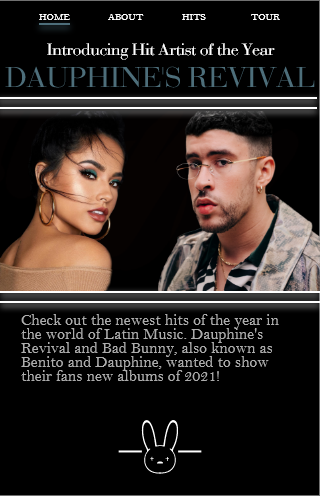 HOME ABOUT HITS TOUR
Introducing Hit Artist of the Year
DAUPHINE'S REVIVAL
Check out the newest hits of the year in
the world of Latin Music. Dauphine's
Revival and Bad Bunny, also known as
Benito and Dauphine, wanted to show
their fans new albums of 2021!